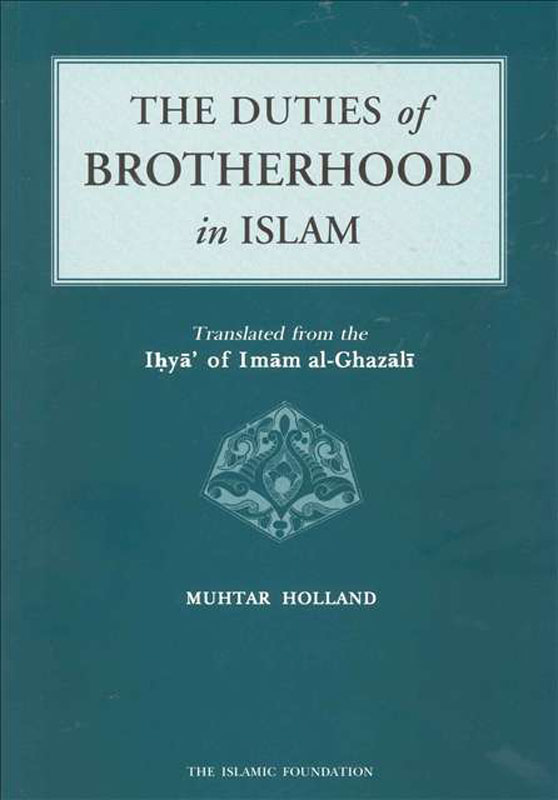 THE DUTIES of
BROTHERHOOD
in ISLAM
Translated from the
Iḥyā' of Imām al-Ghazālī
MUHTAR HOLLAND
THE ISLAMIC FOUNDATION